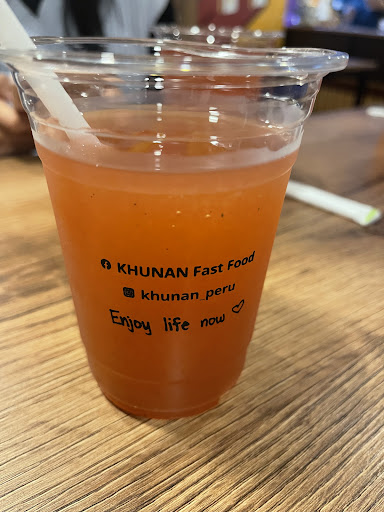 KHUNAN Fast Food
khunan_peru
Enjoy life now ♡